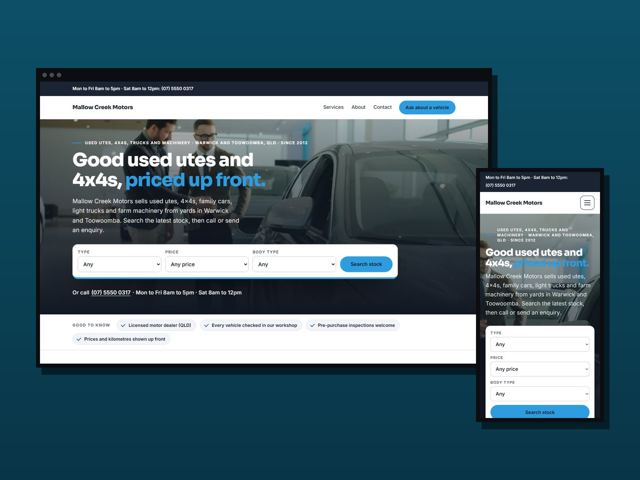 Mon to Fri 8am to 5pm · Sat 8am to 12pm: (07) 5550 0317
Mallow Creek Motors
Services
About
Contact
Ask about a vehicle
USED UTES, 4X4S, TRUCKS AND MACHINERY · WARWICK AND TOOWOOMBA, QLD · SINCE 2012
Good used utes and
4x4s, priced up front.
Mallow Creek Motors sells used utes, 4×4s, family cars,
light trucks and farm machinery from yards in Warwick
and Toowoomba. Search the latest stock, then call or send
an enquiry.
TYPE
PRICE
BODY TYPE
Any
Any price
Any
Search stock
Or call (07) 5550 0317 · Mon to Fri 8am to 5pm · Sat 8am to 12pm
GOOD TO KNOW
Licensed motor dealer (QLD)
Every vehicle checked in our workshop
Pre-purchase inspections welcome
Prices and kilometres shown up front
Mon to Fri 8am to 5pm · Sat 8am to 12pm:
(07) 5550 0317
Mallow Creek Motors
USED UTES, 4X4S, TRUCKS AND
MACHINERY · WARWICK AND TOOWOOMBA,
QLD · SINCE 2012
Good used utes and
4x4s, priced up front.
Mallow Creek Motors sells used utes,
4×4s, family cars, light trucks and farm
machinery from yards in Warwick and
Toowoomba. Search the latest stock,
then call or send an enquiry.
TYPE
Any
PRICE
Any price
BODY TYPE
Any
Search stock